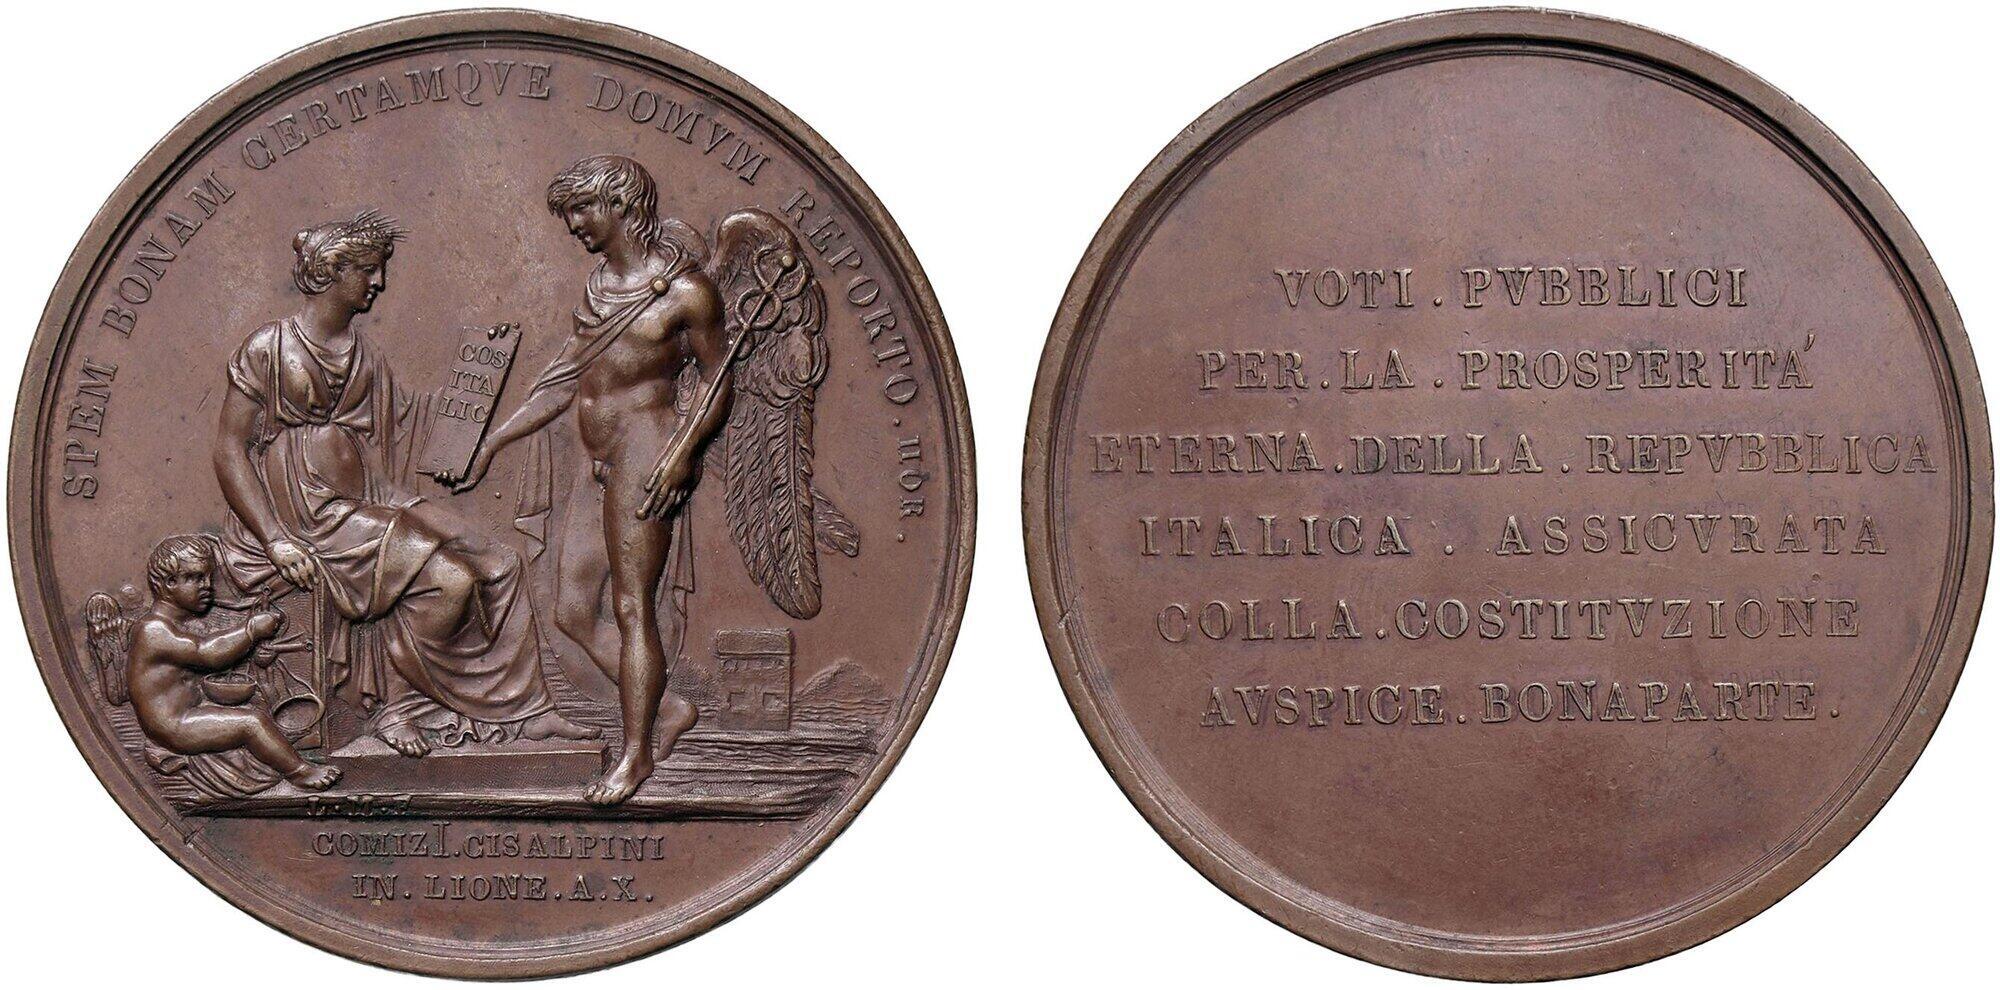 SPEM BONAM CERTAMQVE DOMVM REPORTO. HOR.
COS
ITA
LIC
L. M. F
COMIZI. CISALPINI
IN. LIONE. A. X.
VOTI. PVBBLICI
PER. LA. PROSPERITÁ
ETERNA. DELLA. REPVBBLICA
ITALICA. ASSICVRATA
COLLA. COSTITVZIONE
AVSPICE. BONAPARTE.